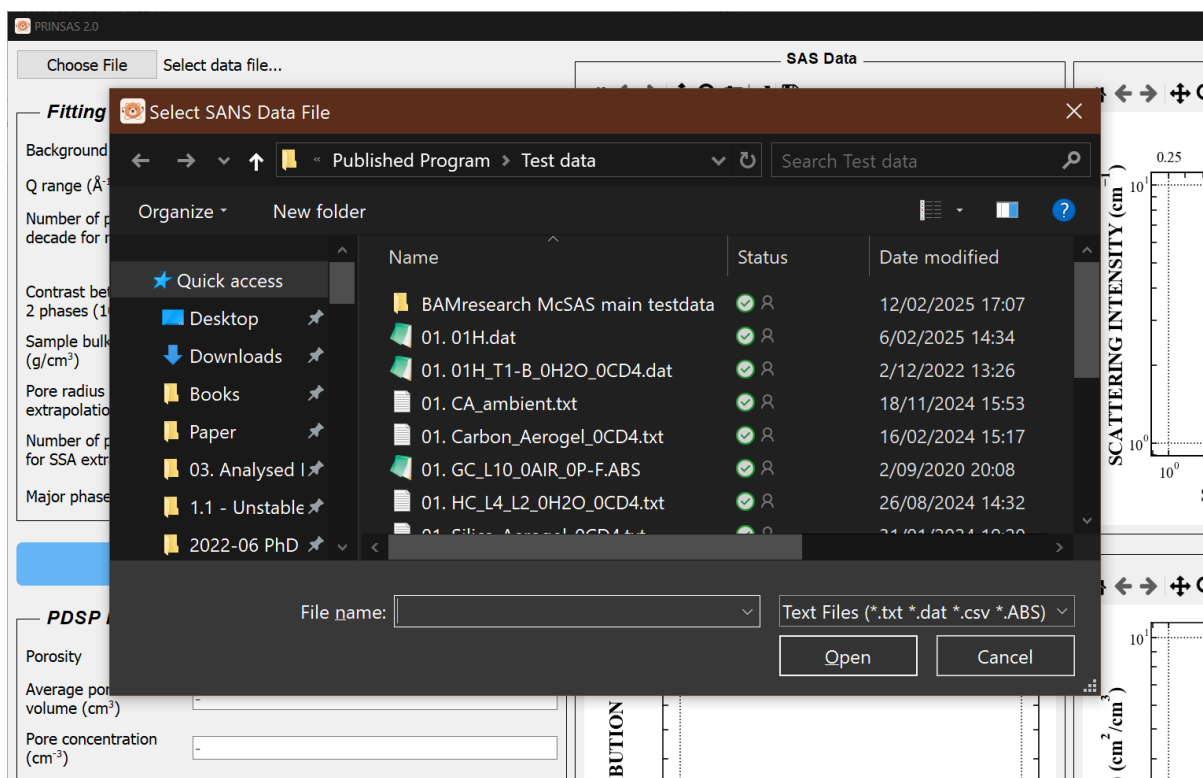 PRINSAS 2.0
Choose File Select data file...
SAS Data
Fitting
Background
Q range (Å⁻¹
Number of p
decade for r
Contrast bet
2 phases (1
Sample bulk
(g/cm³)
Pore radius
extrapolatio
Number of p
for SSA extr
Major phase
Select SANS Data File
« Published Program > Test data
Search Test data
Organize New folder
Quick access
Desktop
Downloads
Books
Paper
03. Analysed
1.1 - Unstable
2022-06 PhD
Name Status Date modified
BAMresearch McSAS main testdata 12/02/2025 17:07
01. 01H.dat 6/02/2025 14:34
01. 01H_T1-B_0H2O_0CD4.dat 2/12/2022 13:26
01. CA_ambient.txt 18/11/2024 15:53
01. Carbon_Aerogel_0CD4.txt 16/02/2024 15:17
01. GC_L10_0AIR_0P-F.ABS 2/09/2020 20:08
01. HC_L4_L2_0H2O_0CD4.txt 26/08/2024 14:32
File name:
Text Files (*.txt *.dat *.csv *.ABS)
Open Cancel
PDSP
Porosity
Average por
volume (cm³) -
Pore concentration
(cm⁻³) -
BUTION
0.25
10¹
SCATTERING INTENSITY (cm⁻¹)
10⁰
10⁰
10¹
(cm²/cm³)